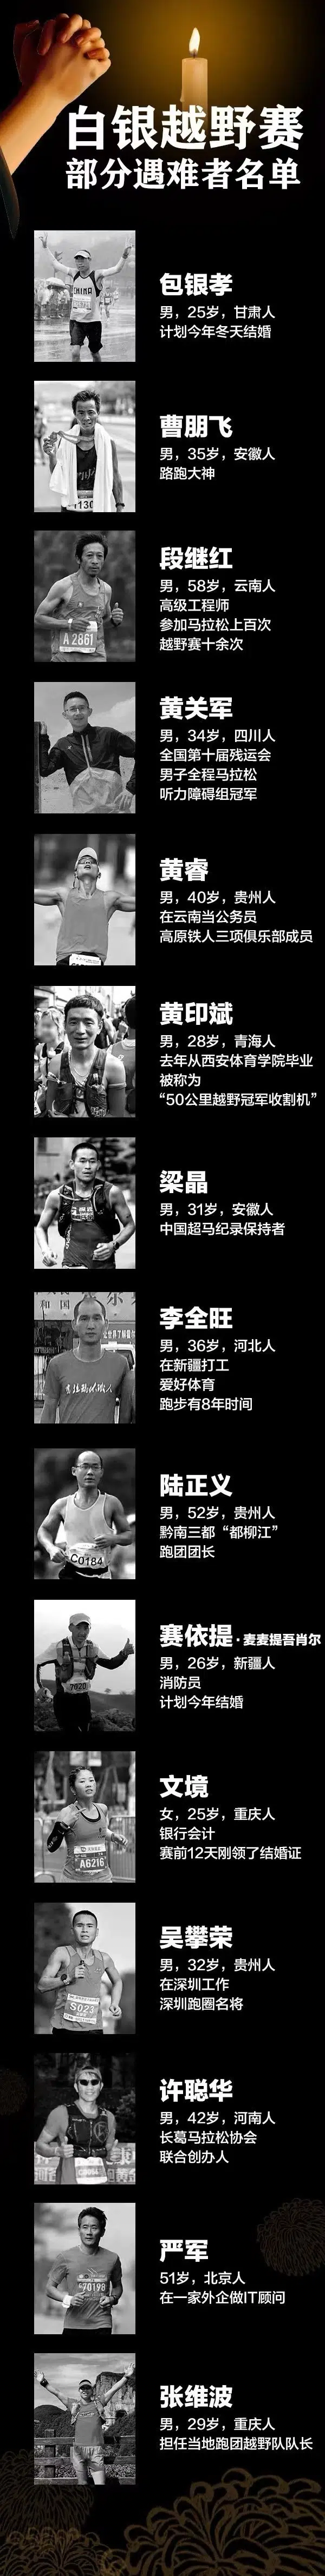 白银越野赛
部分遇难者名单
CHINA
包银孝
男，25岁，甘肃人
计划今年冬天结婚
1130
曹朋飞
男，35岁，安徽人
路跑大神
A 2861
段继红
男，58岁，云南人
高级工程师
参加马拉松上百次
越野赛十余次
黄关军
男，34岁，四川人
全国第十届残运会
男子全程马拉松
听力障碍组冠军
黄睿
男，40岁，贵州人
在云南当公务员
高原铁人三项俱乐部成员
黄印斌
男，28岁，青海人
去年从西安体育学院毕业
被称为
“50公里越野冠军收割机”
梁晶
男，31岁，安徽人
中国超马纪录保持者
李全旺
男，36岁，河北人
在新疆打工
爱好体育
跑步有8年时间
C0184
陆正义
男，52岁，贵州人
黔南三都“都柳江”
跑团团长
7020
赛依提·麦麦提吾肖尔
男，26岁，新疆人
消防员
计划今年结婚
A6216
文境
女，25岁，重庆人
银行会计
赛前12天刚领了结婚证
S023
吴攀荣
男，32岁，贵州人
在深圳工作
深圳跑圈名将
许聪华
男，42岁，河南人
长葛马拉松协会
联合创办人
严军
51岁，北京人
在一家外企做IT顾问
张维波
男，29岁，重庆人
担任当地跑团越野队队长